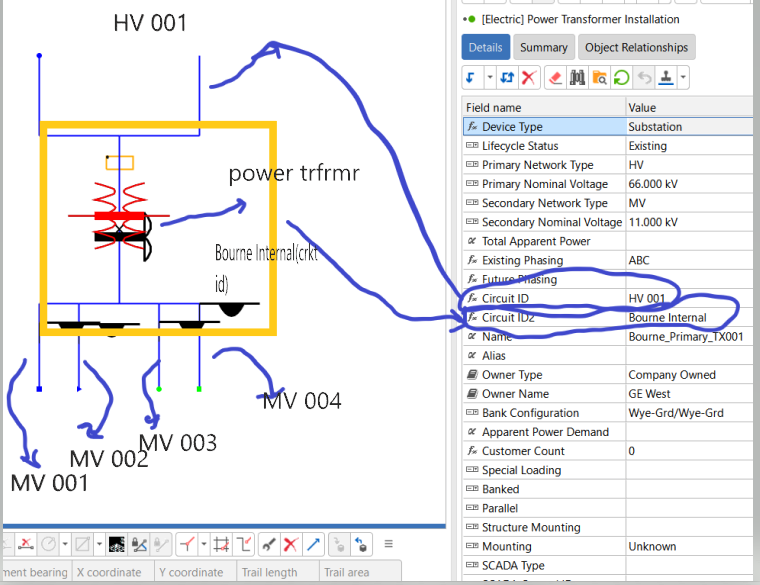 HV 001
power trfrmr
Bourne Internal(crkt
id)
MV 004
MV 003
MV 002
MV 001
[Electric] Power Transformer Installation
Details Summary Object Relationships
Field name Value
Device Type Substation
Lifecycle Status Existing
Primary Network Type HV
Primary Nominal Voltage 66.000 kV
Secondary Network Type MV
Secondary Nominal Voltage 11.000 kV
Total Apparent Power
Existing Phasing ABC
Future Phasing
Circuit ID HV 001
Circuit ID2 Bourne Internal
Name Bourne_Primary_TX001
Alias
Owner Type Company Owned
Owner Name GE West
Bank Configuration Wye-Grd/Wye-Grd
Apparent Power Demand
Customer Count 0
Special Loading
Banked
Parallel
Structure Mounting
Mounting Unknown
SCADA Type
ment bearing X coordinate Y coordinate Trail length Trail area